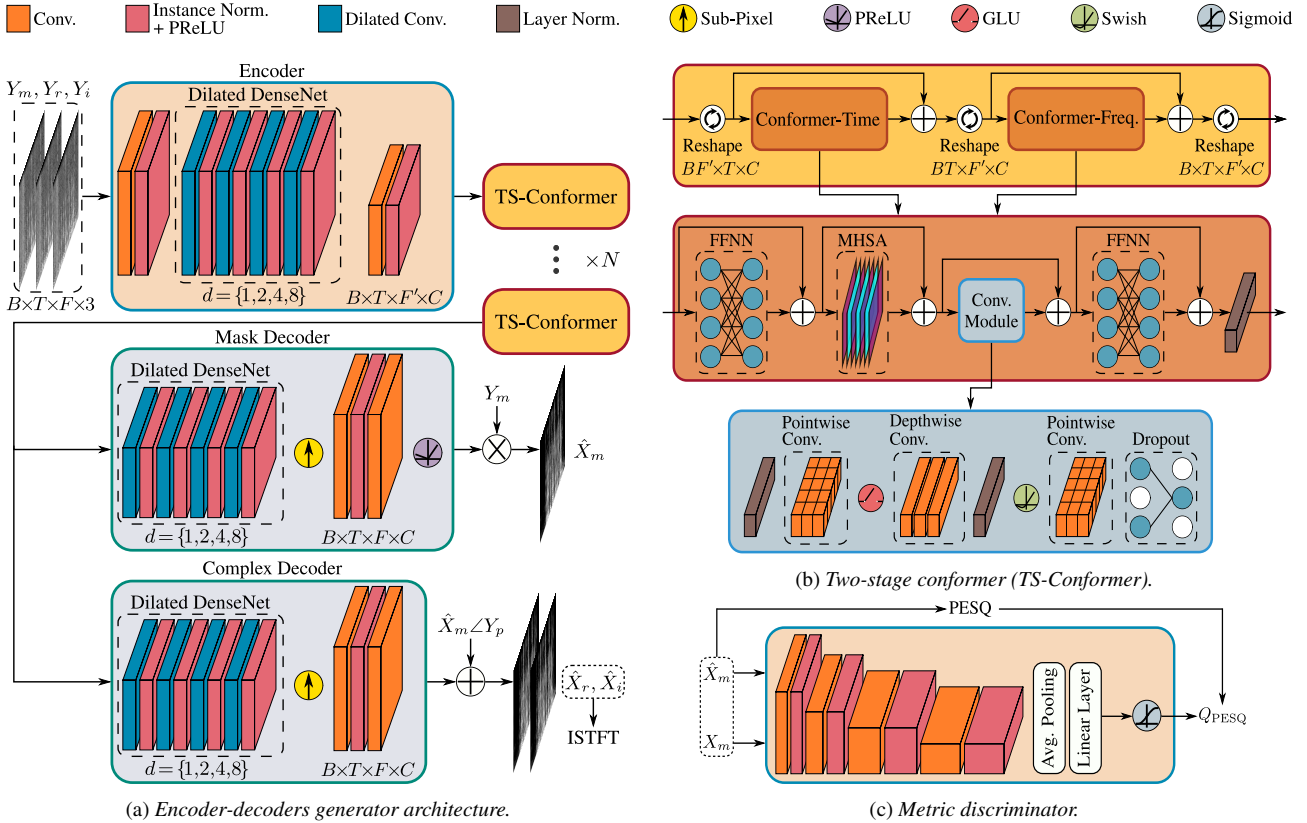 Conv.
Instance Norm.
+ PReLU
Dilated Conv.
Layer Norm.
Sub-Pixel
PReLU
GLU
Swish
Sigmoid
Encoder
Y_m, Y_r, Y_i
Dilated DenseNet
d = {1,2,4,8}
B×T×F′×C
B×T×F×3
TS-Conformer
⋮ ×N
TS-Conformer
Mask Decoder
Dilated DenseNet
d = {1,2,4,8}
B×T×F×C
Y_m
X̂_m
Complex Decoder
Dilated DenseNet
d = {1,2,4,8}
B×T×F×C
X̂_m∠Y_p
X̂_r, X̂_i
ISTFT
(a) Encoder-decoders generator architecture.
Conformer-Time
Conformer-Freq.
Reshape
BF′×T×C
Reshape
BT×F′×C
Reshape
B×T×F′×C
FFNN
MHSA
FFNN
Conv.
Module
Pointwise
Conv.
Depthwise
Conv.
Pointwise
Conv.
Dropout
(b) Two-stage conformer (TS-Conformer).
PESQ
X̂_m
X_m
Avg. Pooling
Linear Layer
Q_PESQ
(c) Metric discriminator.